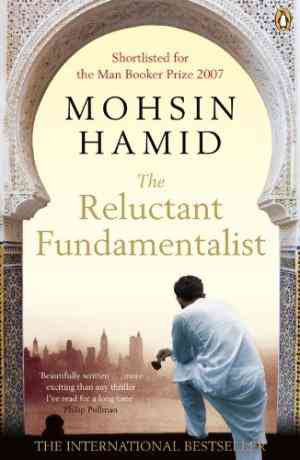 Shortlisted for
the Man Booker Prize 2007
MOHSIN
HAMID
The
Reluctant
Fundamentalist
'Beautifully written . . . more
exciting than any thriller
I've read for a long time'
Philip Pullman
THE INTERNATIONAL BESTSELLER